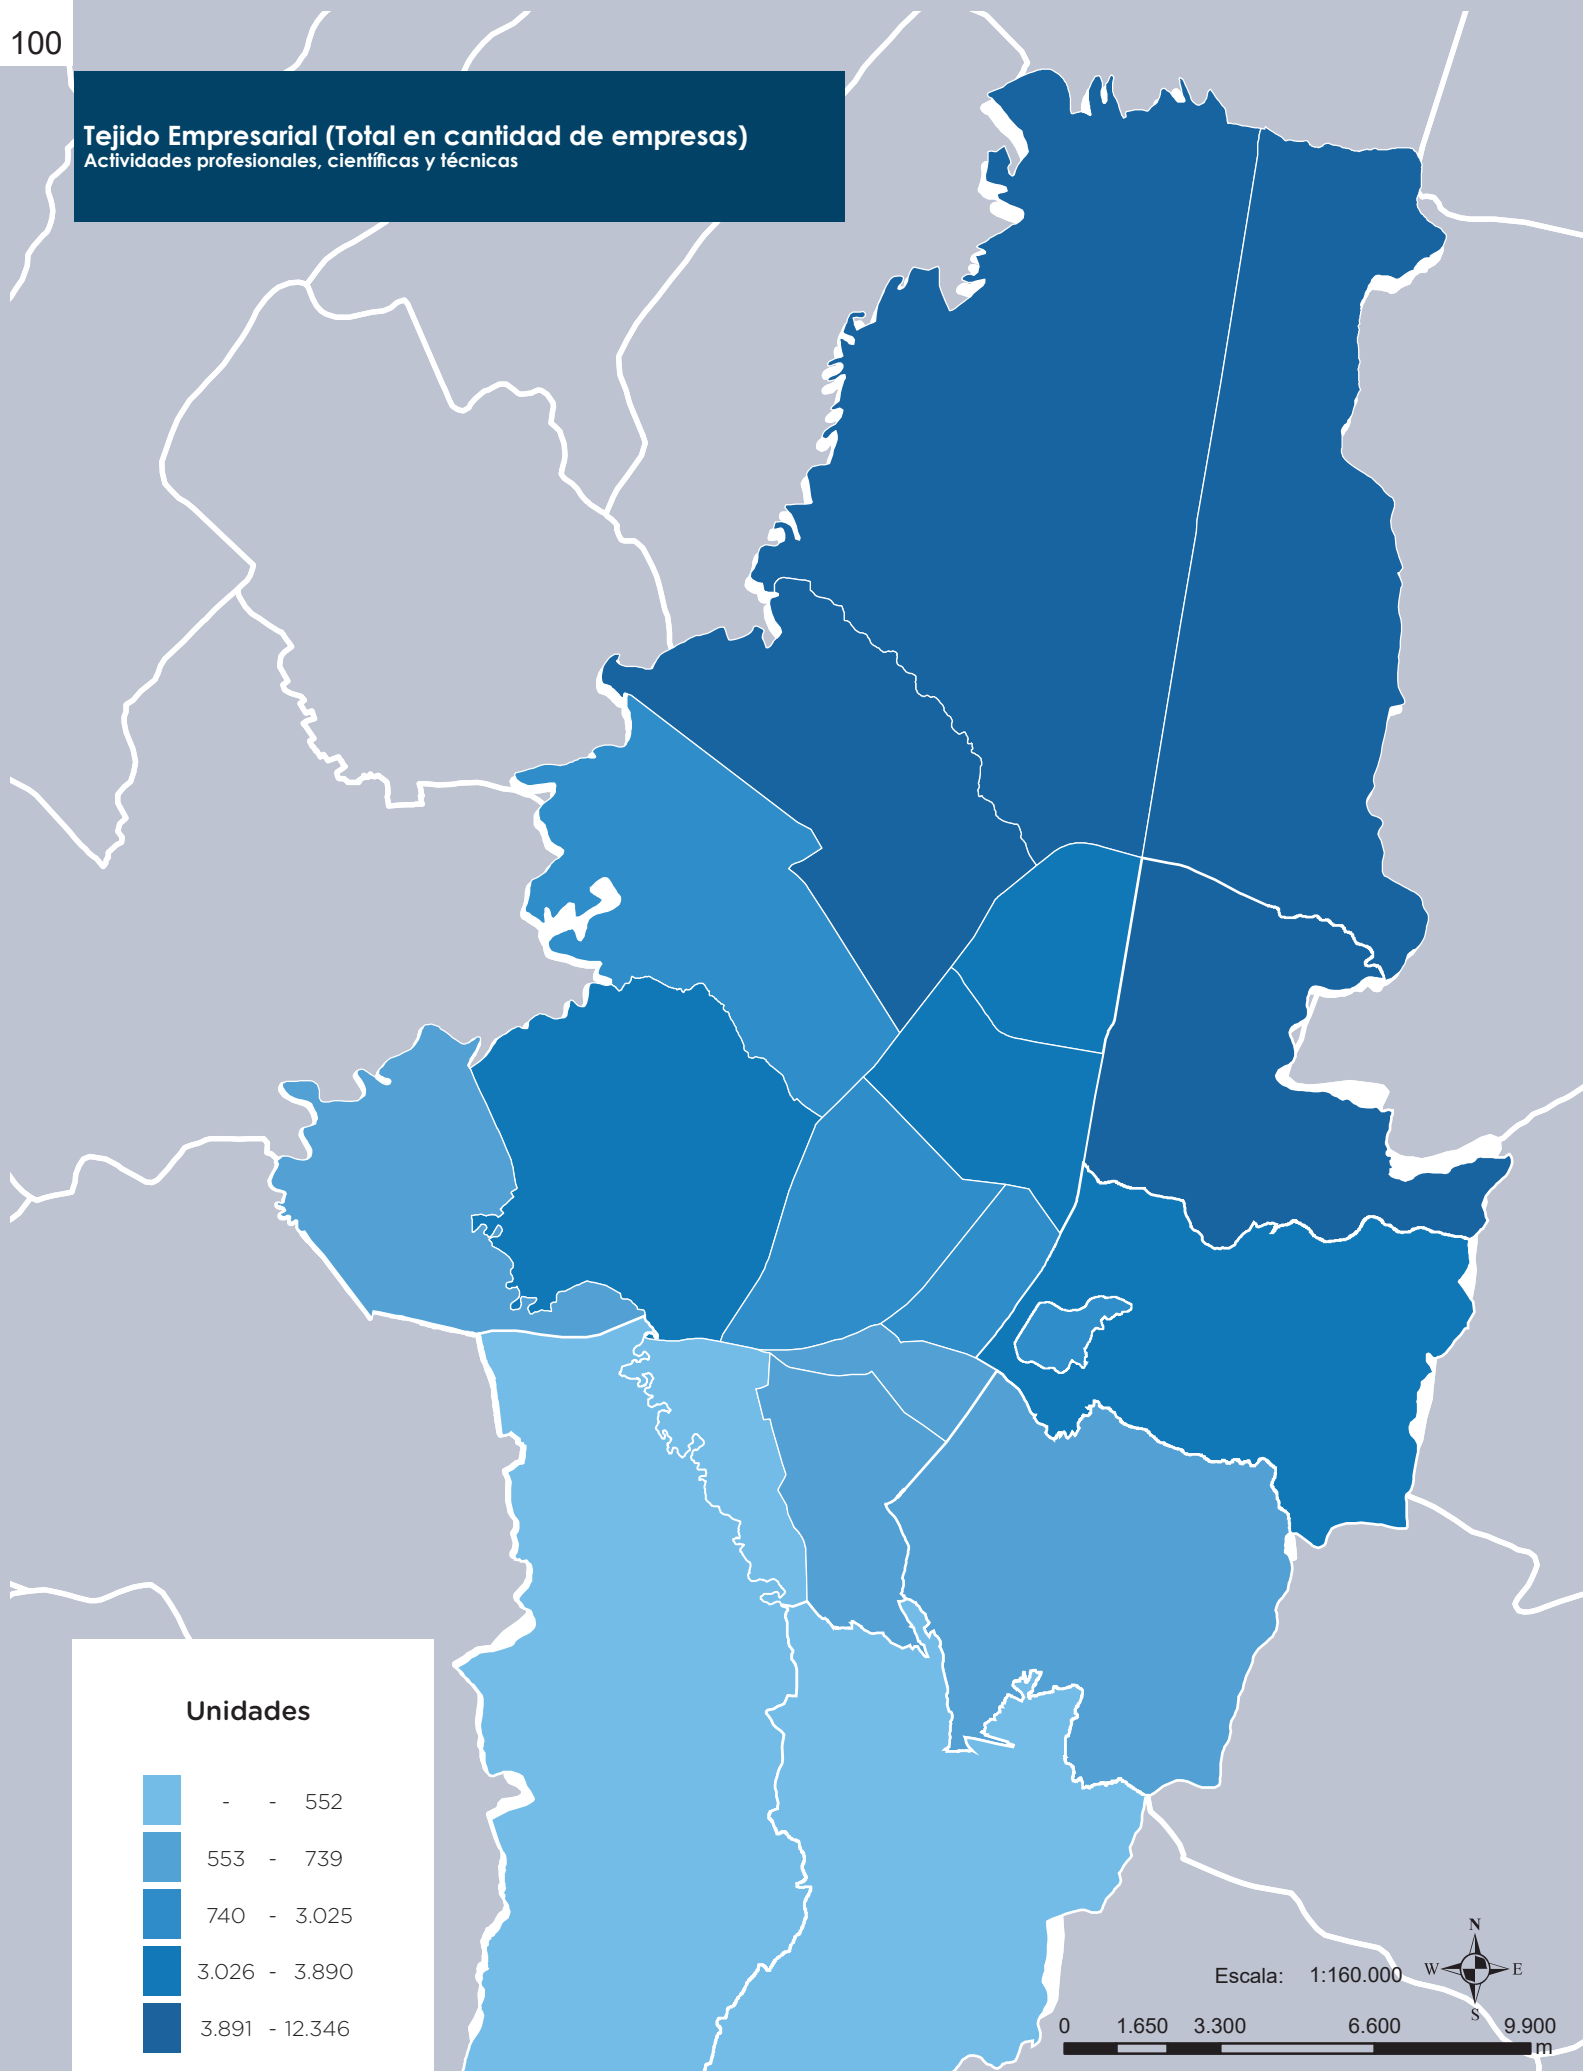 100
Tejido Empresarial (Total en cantidad de empresas)
Actividades profesionales, científicas y técnicas
Unidades
- - 552
553 - 739
740 - 3.025
3.026 - 3.890
3.891 - 12.346
Escala: 1:160.000
N
W E
S
0 1.650 3.300 6.600 9.900
m